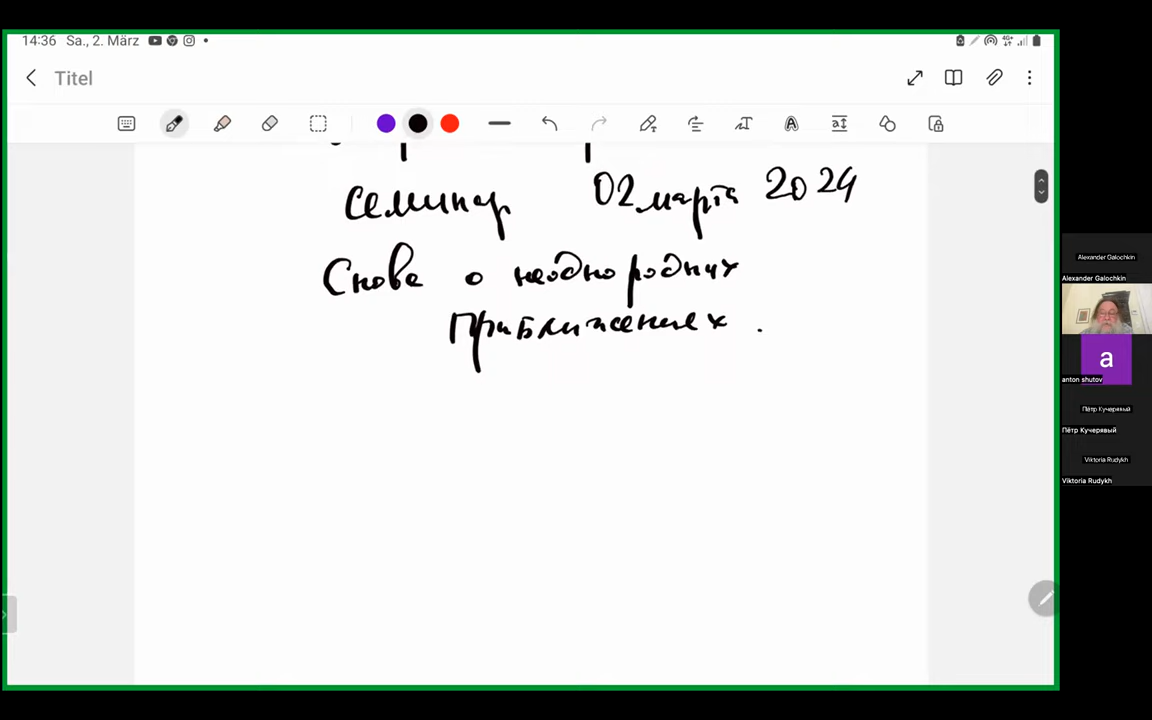 14:36 Sa., 2. März
Titel
семинар 02 марта 2024
Снова о неоднородных
приближениях.
Alexander Galochkin
Alexander Galochkin
a
anton shutov
Пётр Кучерявый
Пётр Кучерявый
Viktoria Rudykh
Viktoria Rudykh